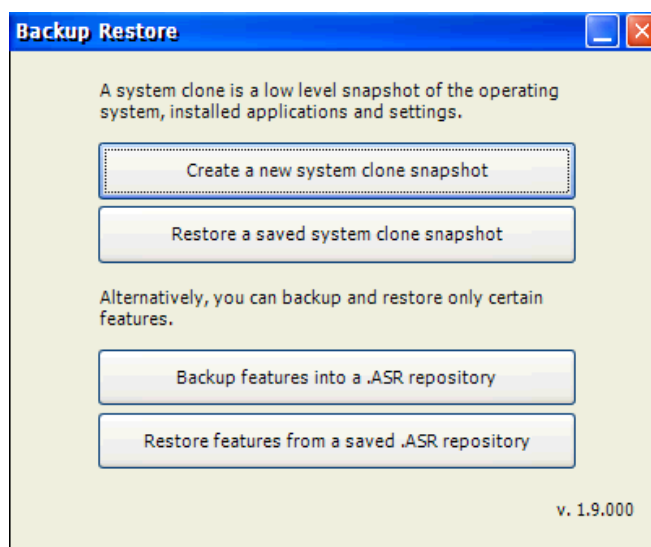 Backup Restore
A system clone is a low level snapshot of the operating
system, installed applications and settings.
Create a new system clone snapshot
Restore a saved system clone snapshot
Alternatively, you can backup and restore only certain
features.
Backup features into a .ASR repository
Restore features from a saved .ASR repository
v. 1.9.000